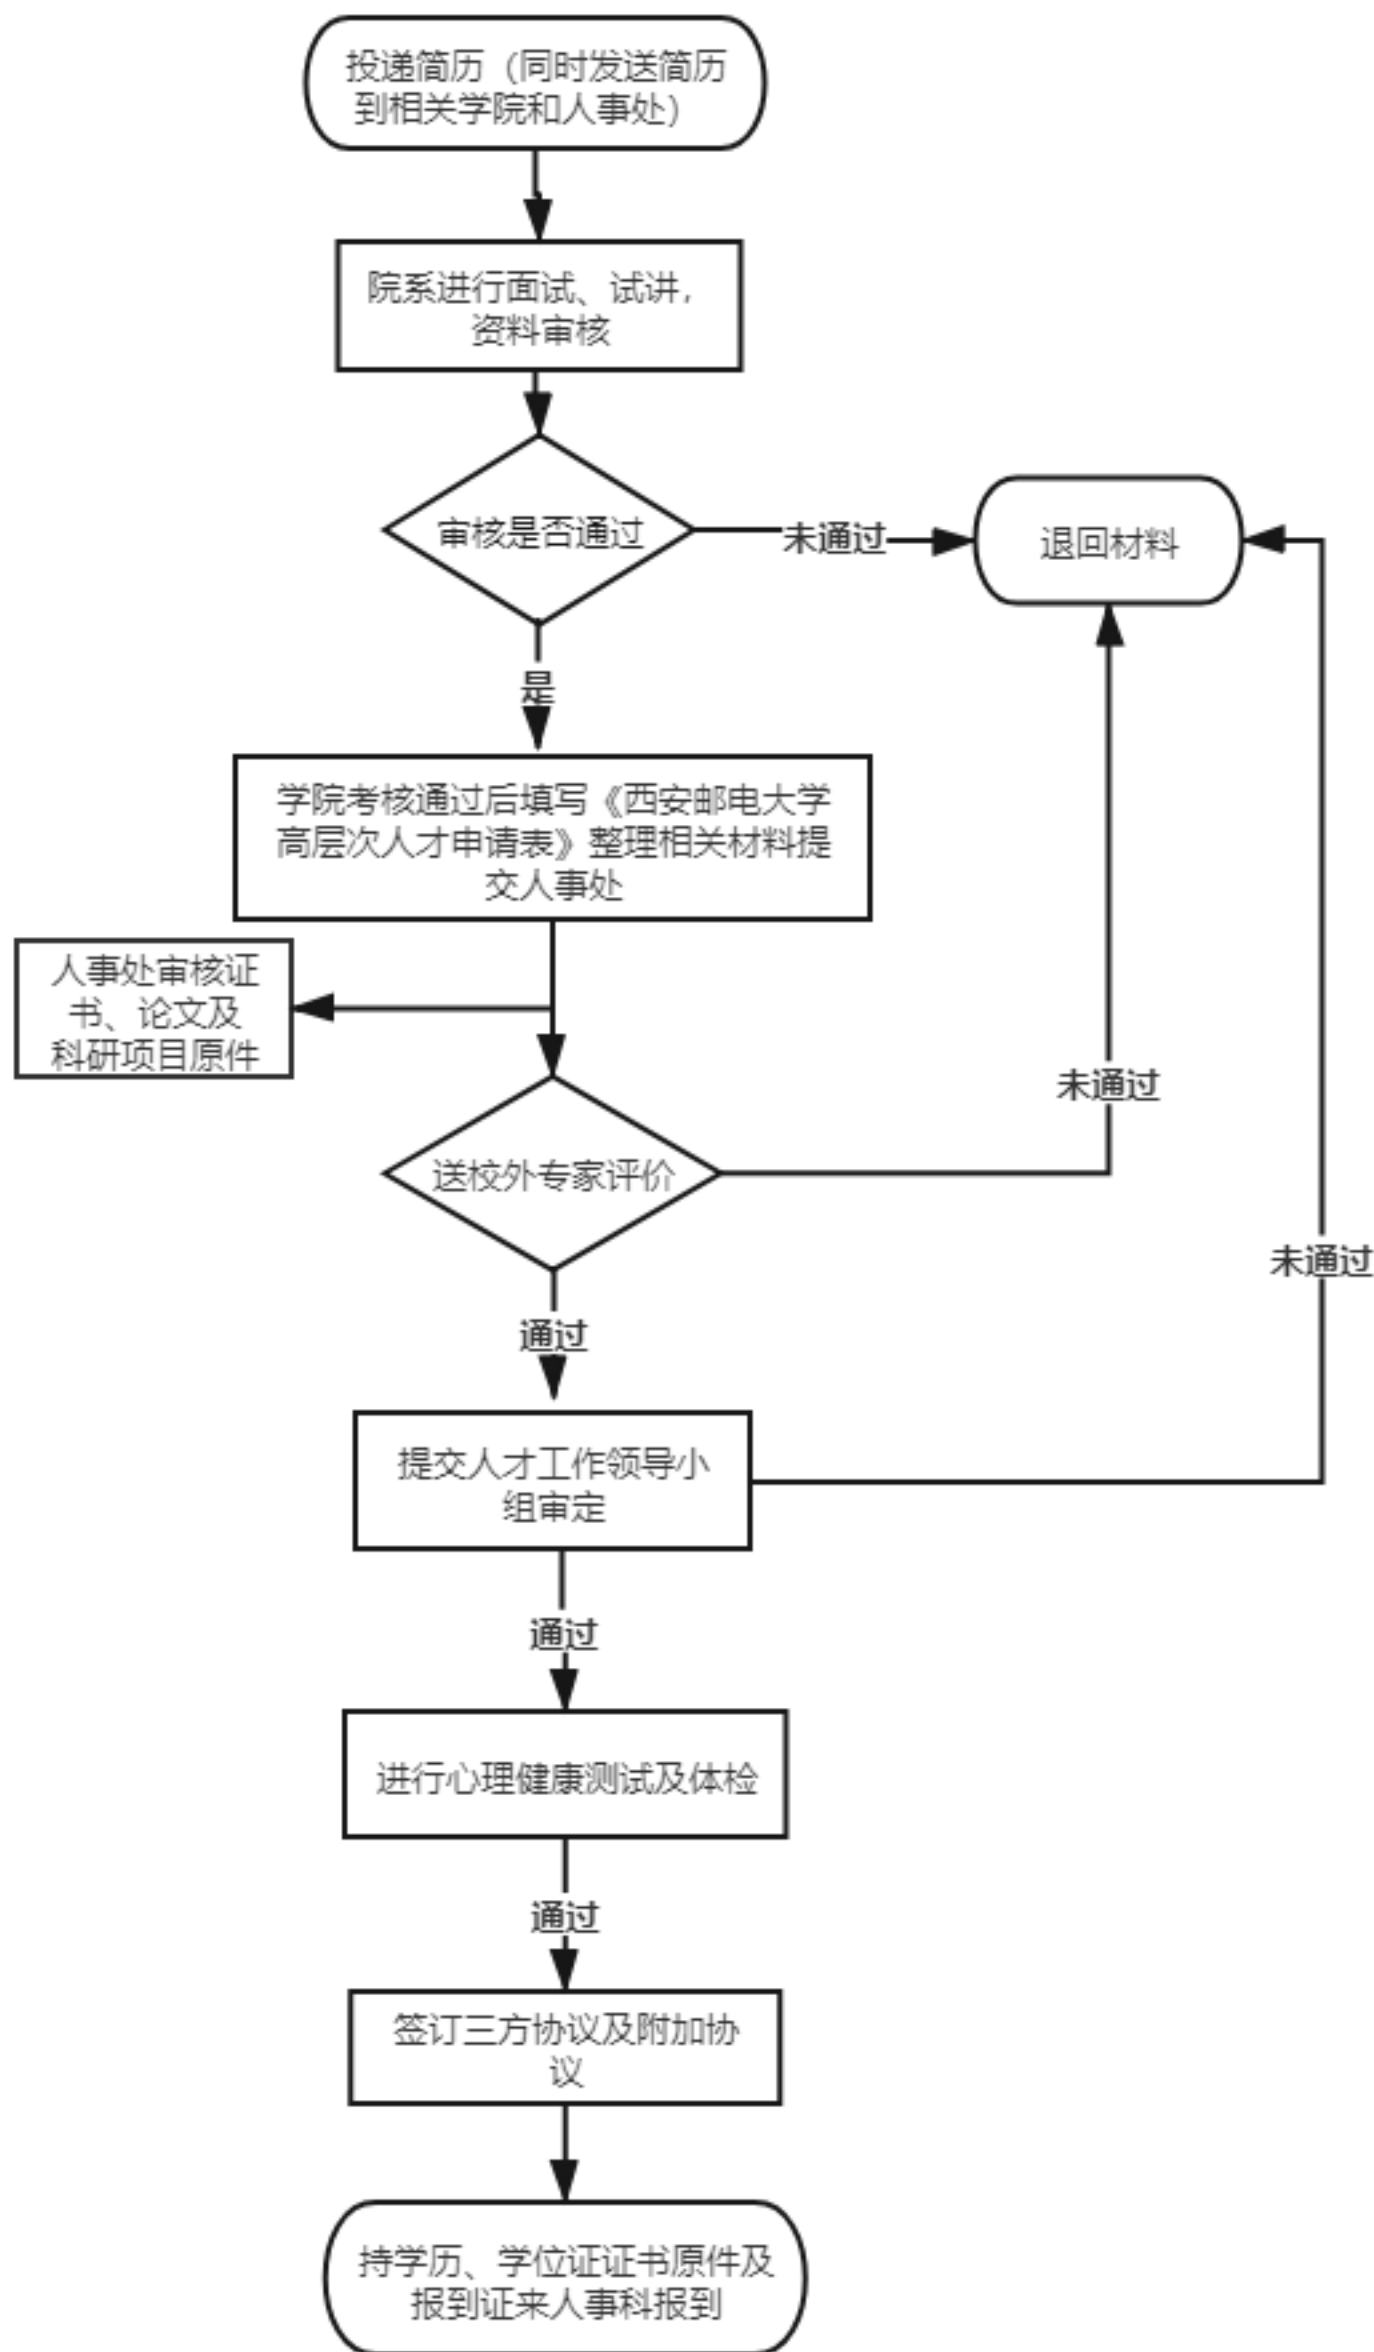 投递简历（同时发送简历
到相关学院和人事处）
院系进行面试、试讲，
资料审核
审核是否通过
未通过
退回材料
是
学院考核通过后填写《西安邮电大学
高层次人才申请表》整理相关材料提
交人事处
人事处审核证
书、论文及
科研项目原件
未通过
送校外专家评价
未通过
通过
提交人才工作领导小
组审定
通过
进行心理健康测试及体检
通过
签订三方协议及附加协
议
持学历、学位证证书原件及
报到证来人事科报到